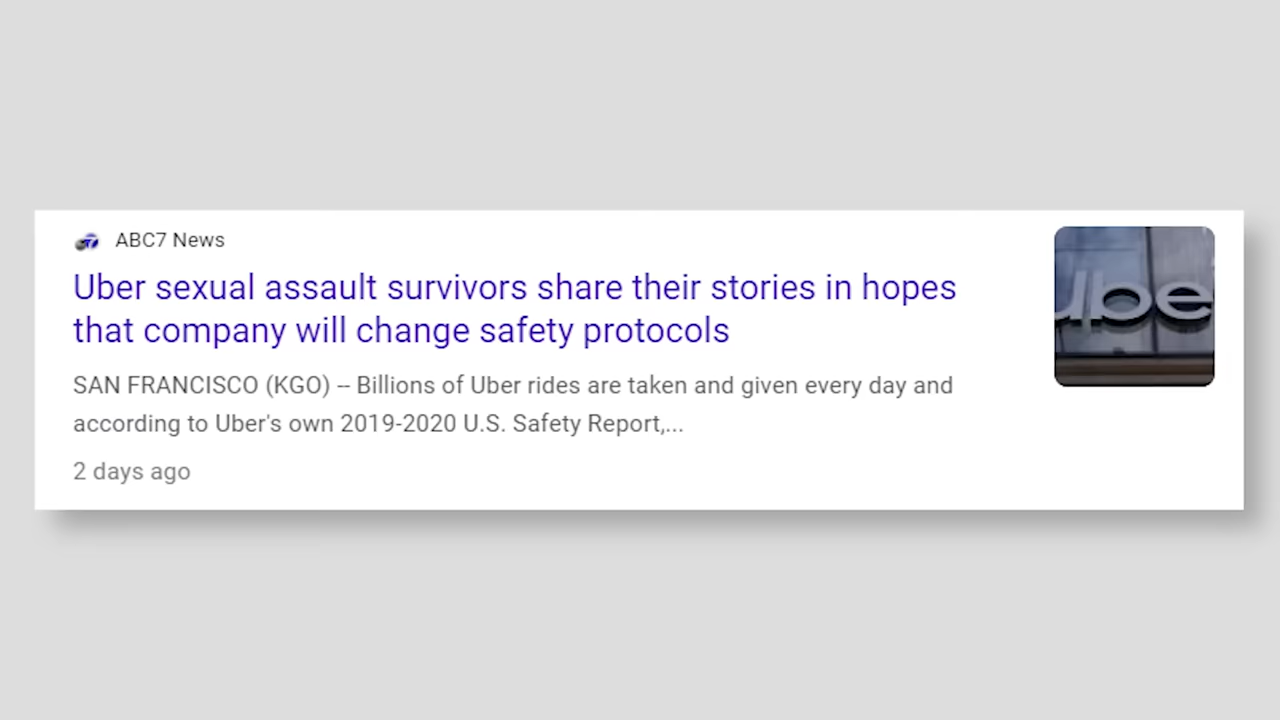 ABC7 News
Uber sexual assault survivors share their stories in hopes
that company will change safety protocols
SAN FRANCISCO (KGO) -- Billions of Uber rides are taken and given every day and
according to Uber's own 2019-2020 U.S. Safety Report,...
2 days ago
Ube